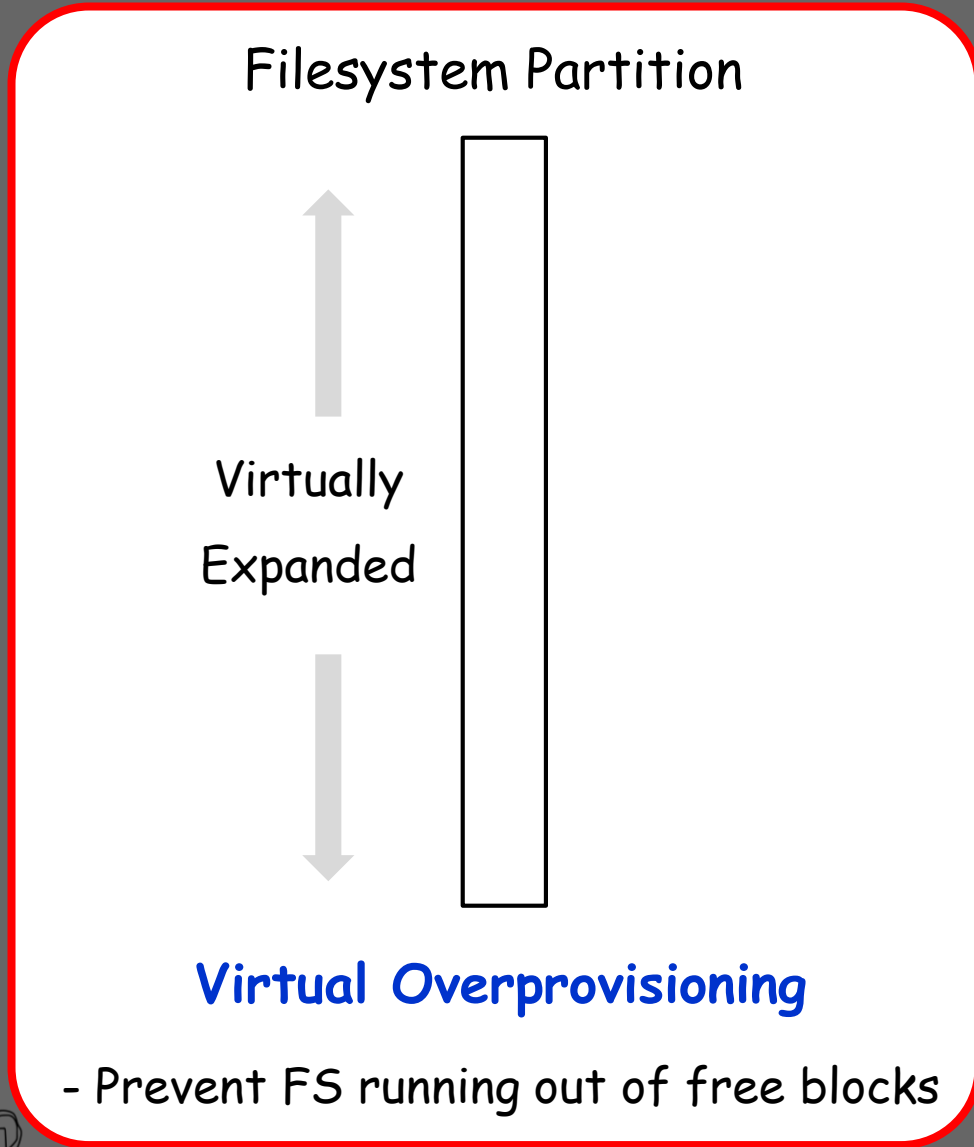 Filesystem Partition
Virtually
Expanded
Virtual Overprovisioning
- Prevent FS running out of free blocks